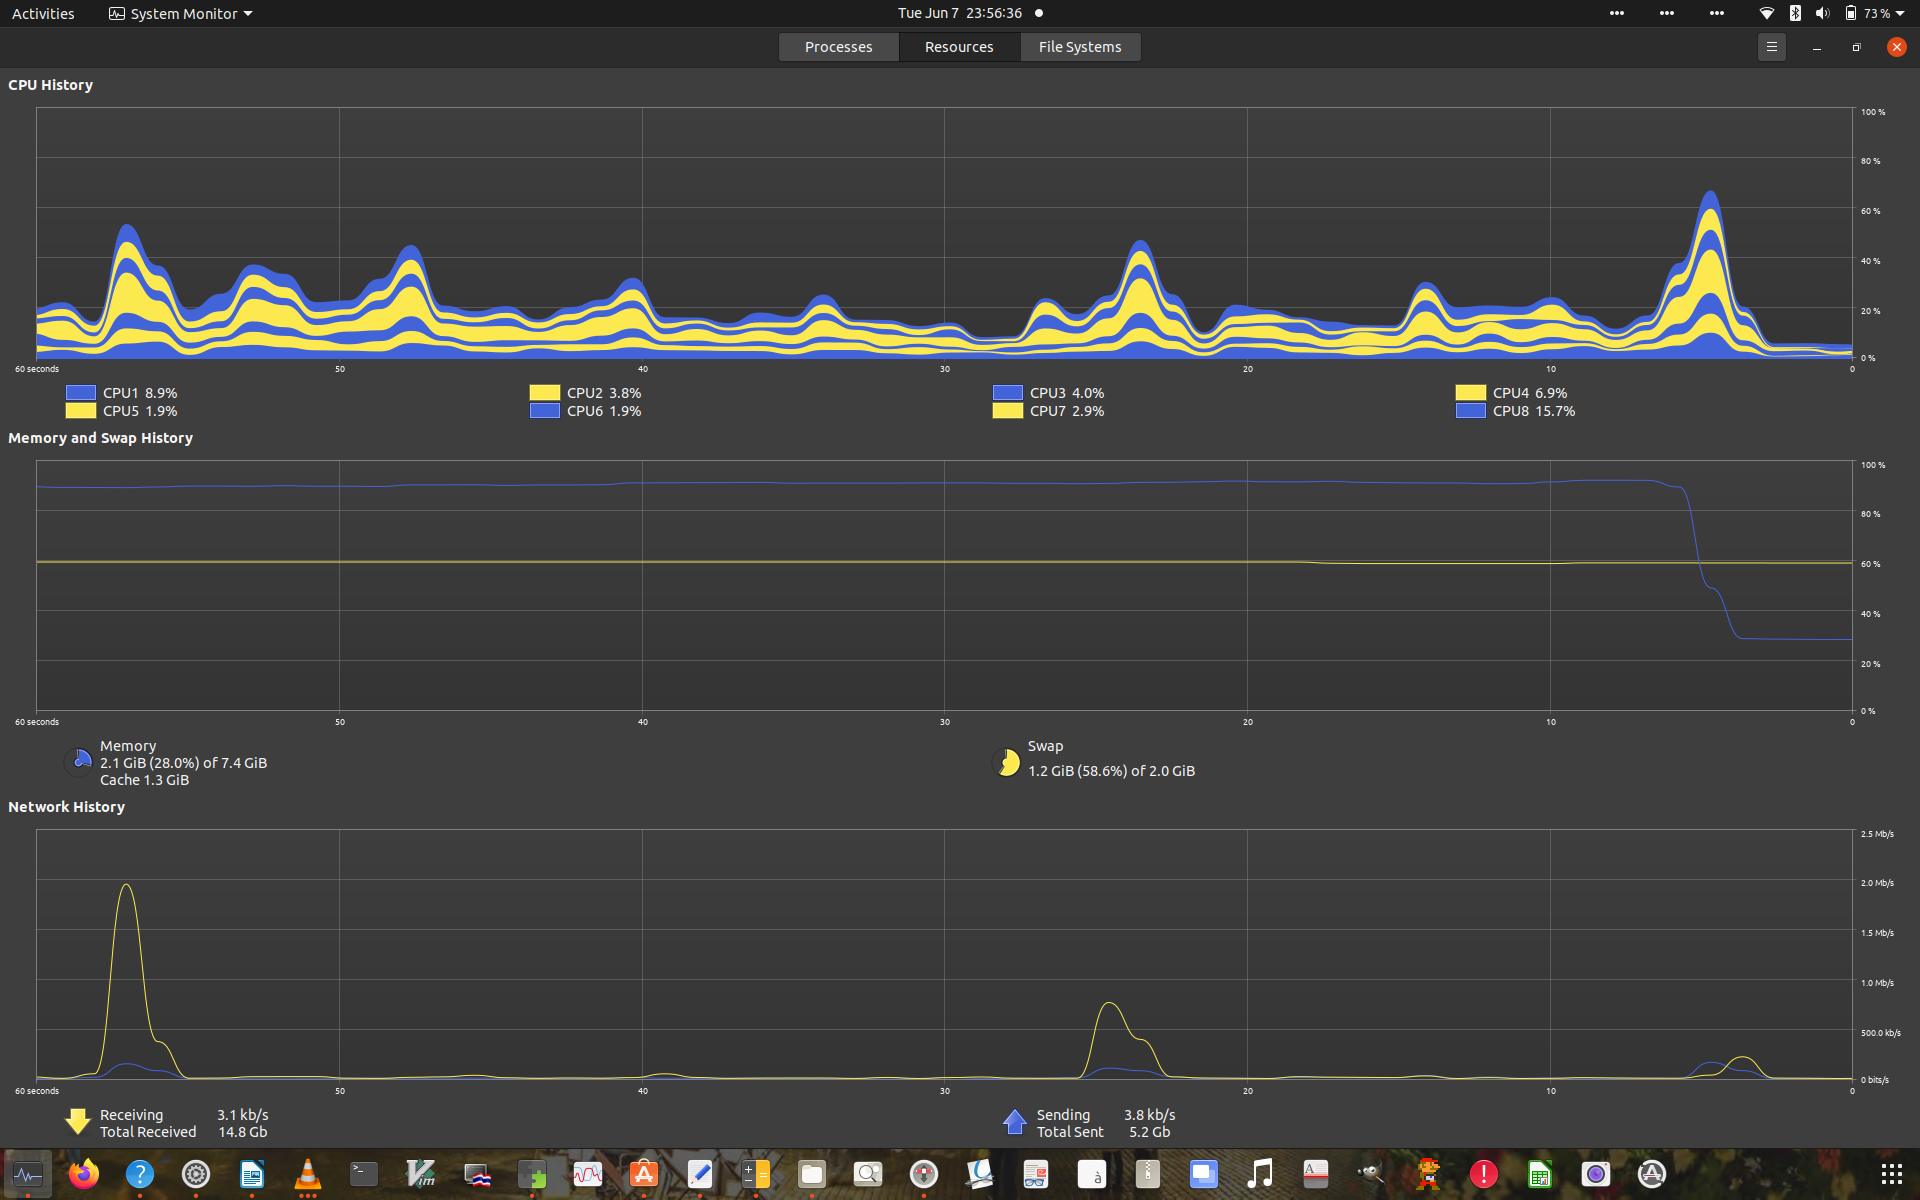 Activities System Monitor Tue Jun 7 23:56:36 73 %
Processes Resources File Systems
CPU History
100 %
80 %
60 %
40 %
20 %
0 %
60 seconds 50 40 30 20 10 0
CPU1 8.9% CPU2 3.8% CPU3 4.0% CPU4 6.9%
CPU5 1.9% CPU6 1.9% CPU7 2.9% CPU8 15.7%
Memory and Swap History
100 %
80 %
60 %
40 %
20 %
0 %
60 seconds 50 40 30 20 10 0
Memory
2.1 GiB (28.0%) of 7.4 GiB
Cache 1.3 GiB
Swap
1.2 GiB (58.6%) of 2.0 GiB
Network History
2.5 Mb/s
2.0 Mb/s
1.5 Mb/s
1.0 Mb/s
500.0 kb/s
0 bits/s
60 seconds 50 40 30 20 10 0
Receiving 3.1 kb/s
Total Received 14.8 Gb
Sending 3.8 kb/s
Total Sent 5.2 Gb